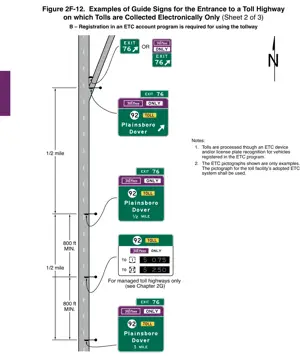 Figure 2F-12. Examples of Guide Signs for the Entrance to a Toll Highway
on which Tolls are Collected Electronically Only (Sheet 2 of 3)
B – Registration in an ETC account program is required for using the tollway
EXIT
76
OR
ONLY
EXIT
76
N
EXIT 76
ONLY
92 TOLL
Plainsboro
Dover
Notes:
1. Tolls are processed though an ETC device
and/or license plate recognition for vehicles
registered in the ETC program.
2. The ETC pictographs shown are only examples.
The pictograph for the toll facility's adopted ETC
system shall be used.
1/2 mile
EXIT 76
ONLY
92 TOLL
Plainsboro
Dover
1/2 MILE
800 ft
MIN.
92 TOLL
ONLY
TO
TO
For managed toll highways only
(see Chapter 2G)
1/2 mile
800 ft
MIN.
EXIT 76
ONLY
92 TOLL
Plainsboro
Dover
1 MILE